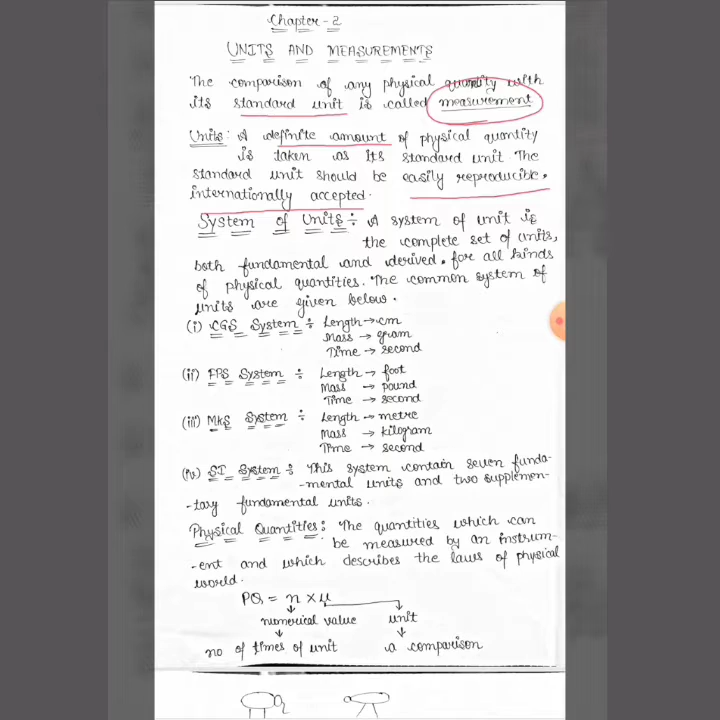 Chapter - 2
UNITS AND MEASUREMENTS
The comparison of any physical quantity with
its standard unit is called measurement
Units: A definite amount of physical quantity
is taken as its standard unit. The
standard unit should be easily reproducible,
internationally accepted.
System of Units ÷ A system of unit is
the complete set of units,
both fundamental and derived, for all kinds
of physical quantities. The common system of
units are given below.
(i) CGS System ÷ Length → cm
Mass → gram
Time → second
(ii) FPS System ÷ Length → foot
Mass → pound
Time → second
(iii) MKS System ÷ Length → metre
Mass → kilogram
Time → second
(iv) SI System ÷ This system contain seven funda-
-mental units and two supplemen-
-tary fundamental units.
Physical Quantities: The quantities which can
be measured by an instrum-
-ent and which describes the laws of physical
world.
PQ = n × u
numerical value unit
no of times of unit a comparison